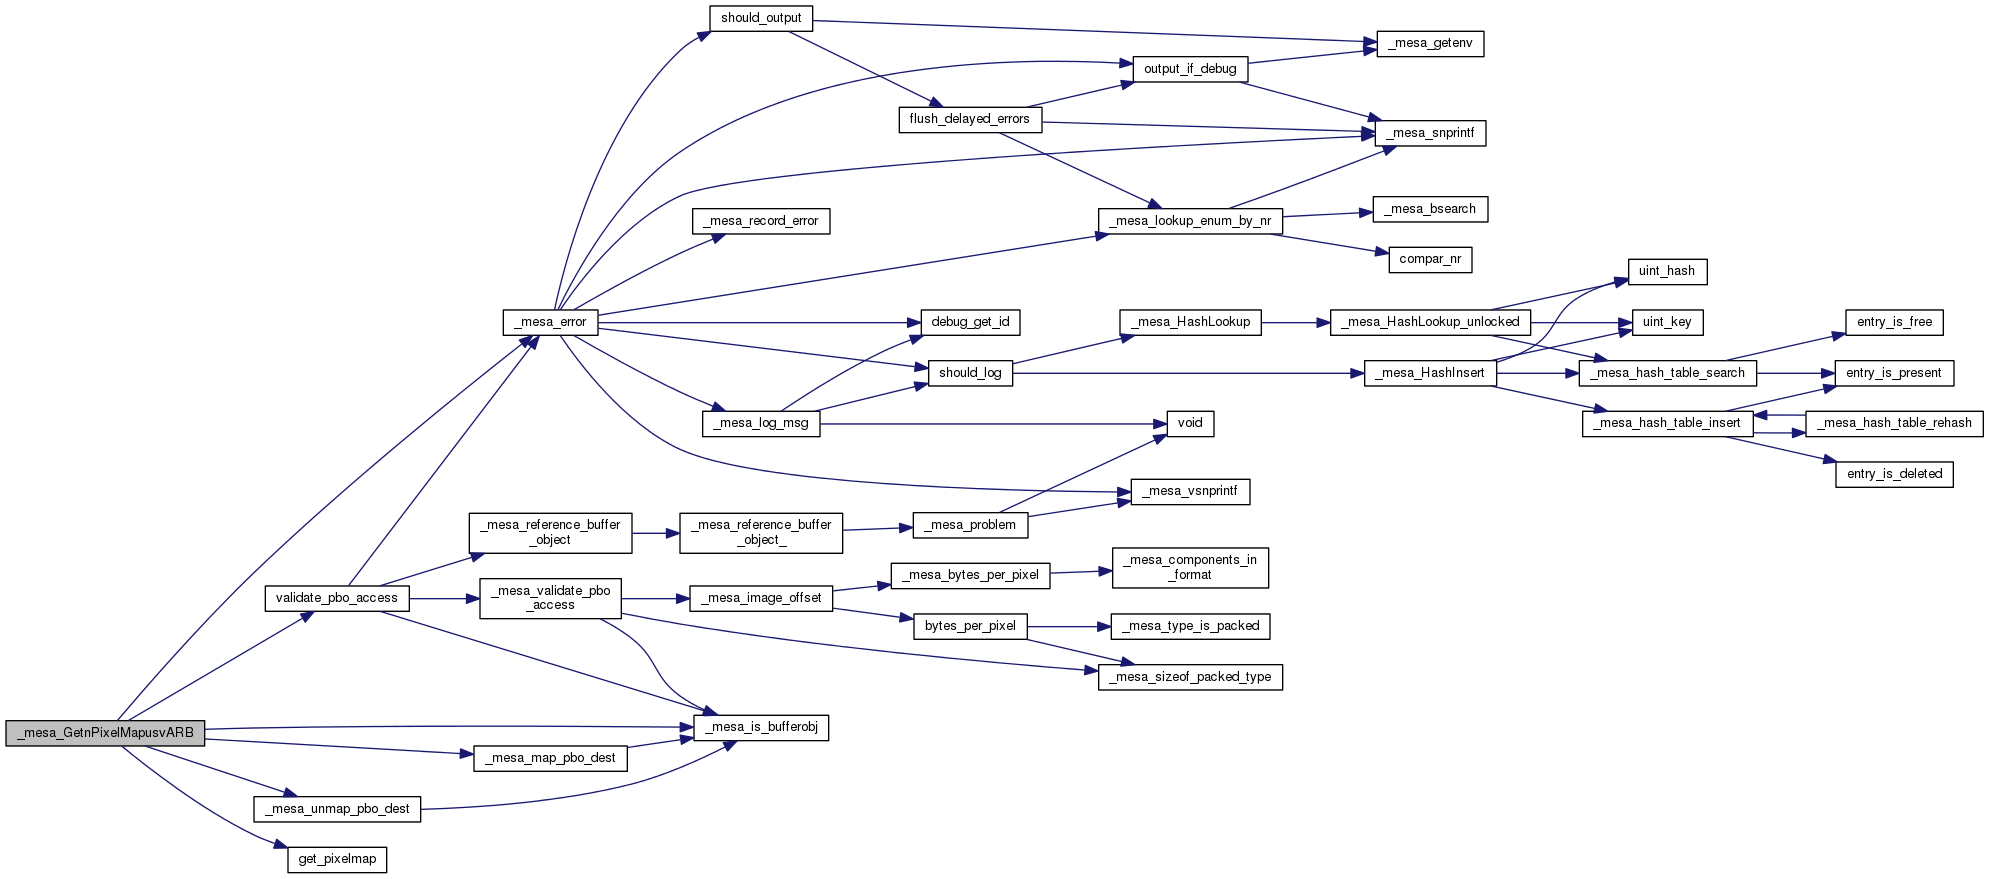 should_output
_mesa_getenv
output_if_debug
flush_delayed_errors
_mesa_snprintf
_mesa_record_error
_mesa_lookup_enum_by_nr
_mesa_bsearch
compar_nr
uint_hash
_mesa_error
debug_get_id
_mesa_HashLookup
_mesa_HashLookup_unlocked
uint_key
entry_is_free
should_log
_mesa_HashInsert
_mesa_hash_table_search
entry_is_present
_mesa_log_msg
void
_mesa_hash_table_insert
_mesa_hash_table_rehash
entry_is_deleted
_mesa_vsnprintf
_mesa_reference_buffer
_object
_mesa_reference_buffer
_object_
_mesa_problem
_mesa_components_in
_format
_mesa_bytes_per_pixel
validate_pbo_access
_mesa_validate_pbo
_access
_mesa_image_offset
bytes_per_pixel
_mesa_type_is_packed
_mesa_sizeof_packed_type
_mesa_GetnPixelMapusvARB
_mesa_is_bufferobj
_mesa_map_pbo_dest
_mesa_unmap_pbo_dest
get_pixelmap